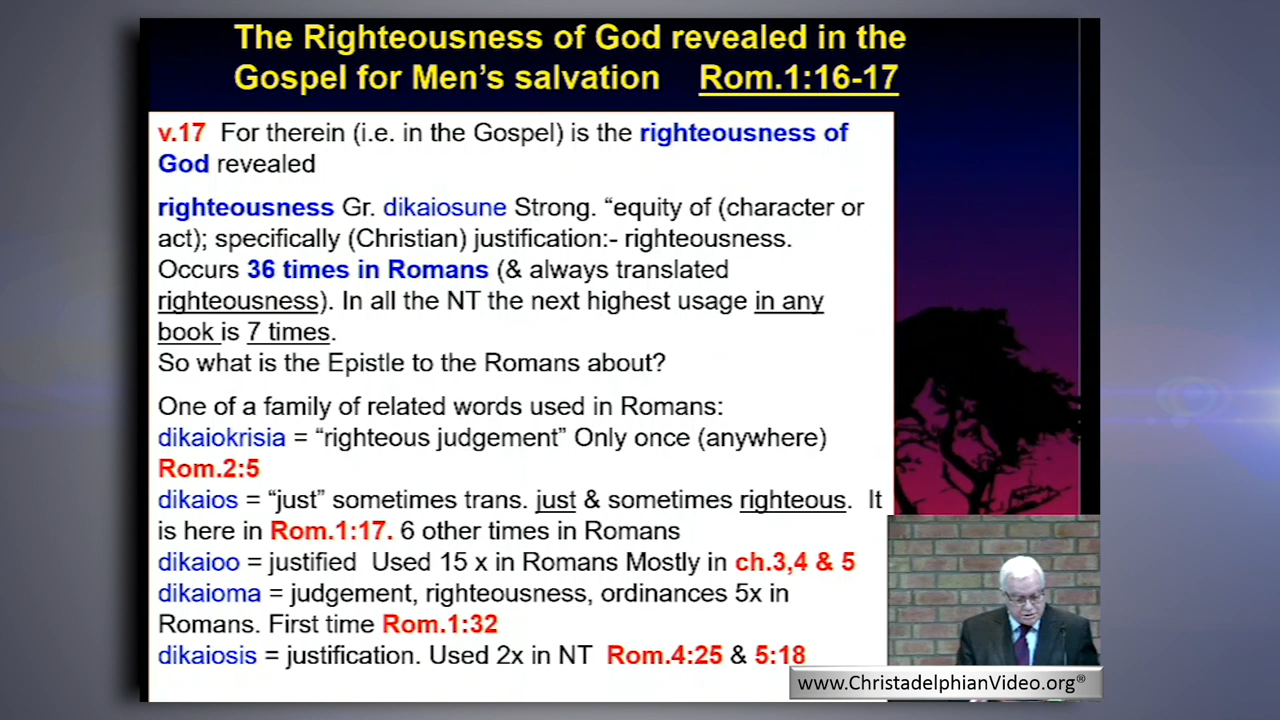 The Righteousness of God revealed in the
Gospel for Men's salvation Rom.1:16-17
v.17 For therein (i.e. in the Gospel) is the righteousness of
God revealed
righteousness Gr. dikaiosune Strong. “equity of (character or
act); specifically (Christian) justification:- righteousness.
Occurs 36 times in Romans (& always translated
righteousness). In all the NT the next highest usage in any
book is 7 times.
So what is the Epistle to the Romans about?
One of a family of related words used in Romans:
dikaiokrisia = “righteous judgement” Only once (anywhere)
Rom.2:5
dikaios = “just” sometimes trans. just & sometimes righteous. It
is here in Rom.1:17. 6 other times in Romans
dikaioo = justified Used 15 x in Romans Mostly in ch.3,4 & 5
dikaioma = judgement, righteousness, ordinances 5x in
Romans. First time Rom.1:32
dikaiosis = justification. Used 2x in NT Rom.4:25 & 5:18
www.ChristadelphianVideo.org®